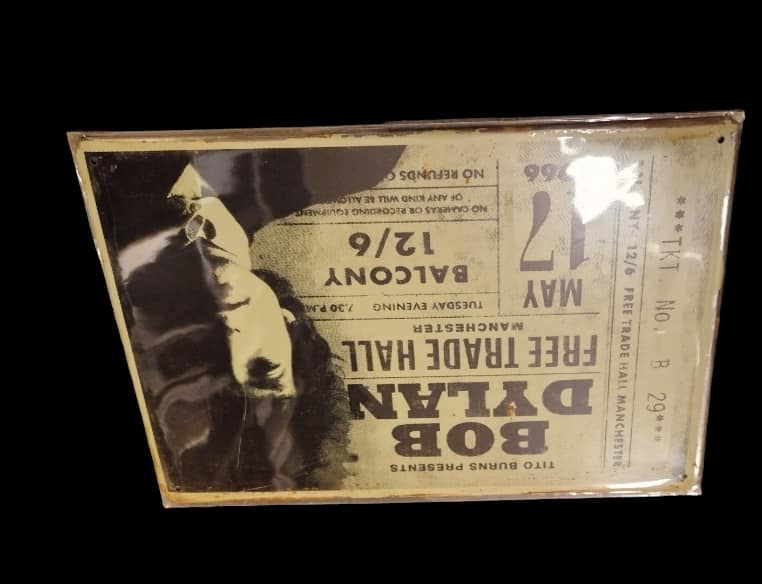 TITO BURNS PRESENTS
BOB
DYLAN
FREE TRADE HALL
MANCHESTER
TUESDAY EVENING 7.30 P.M
MAY
17
1966
BALCONY
12/6
NO CAMERAS OR RECORDING EQUIPMENT
OF ANY KIND WILL BE ALLOWED
NO REFUNDS
12/6 FREE TRADE HALL MANCHESTER
***TKT. NO. B 29***